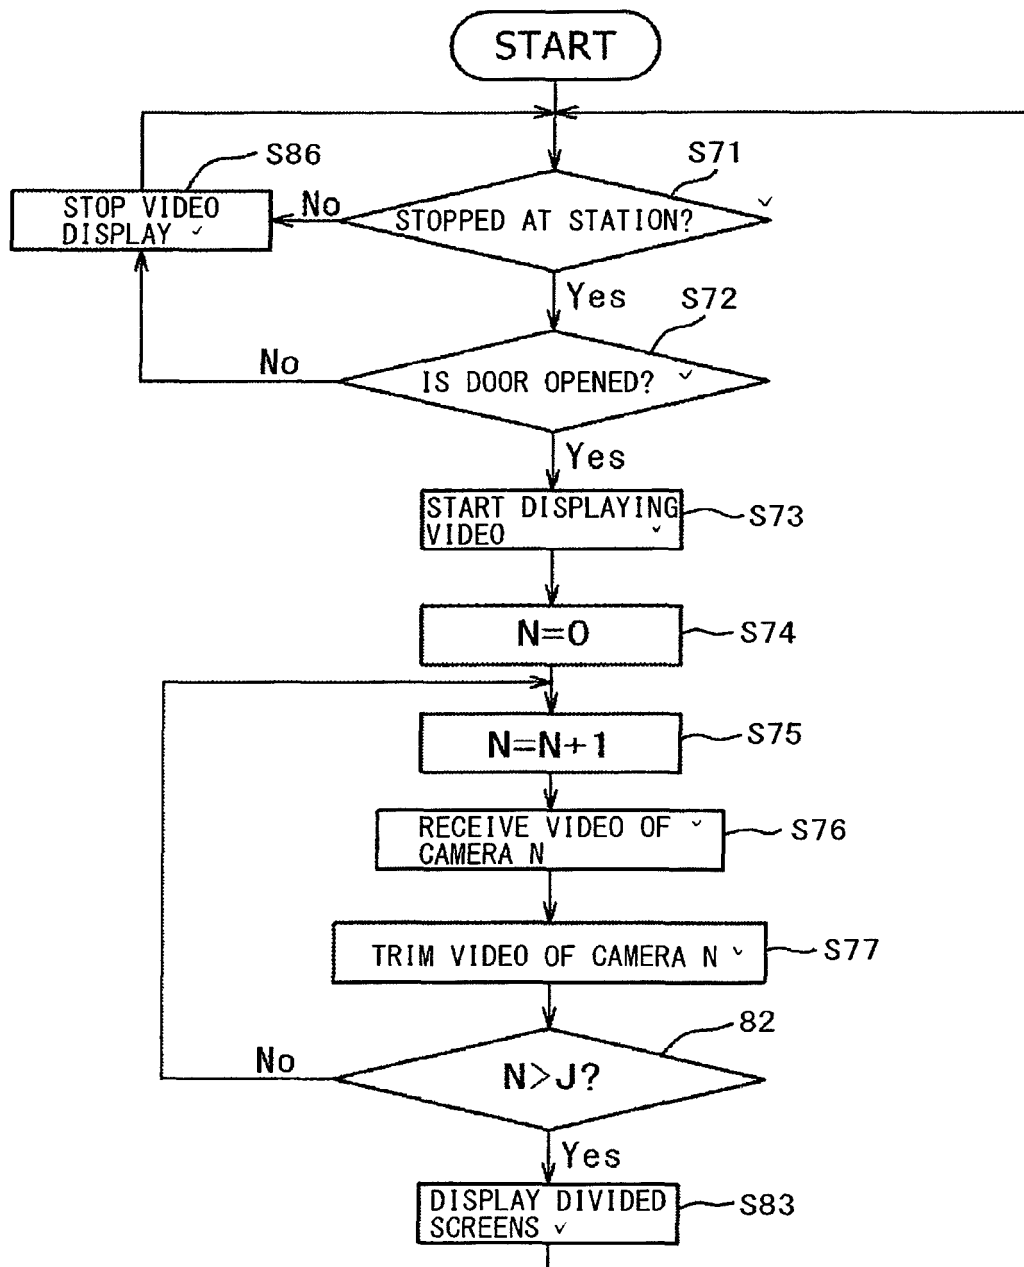 START
S86
S71
STOP VIDEO
DISPLAY
No
STOPPED AT STATION?
Yes
S72
No
IS DOOR OPENED?
Yes
START DISPLAYING
VIDEO
S73
N=0
S74
N=N+1
S75
RECEIVE VIDEO OF
CAMERA N
S76
TRIM VIDEO OF CAMERA N
S77
82
No
N>J?
Yes
DISPLAY DIVIDED
SCREENS
S83